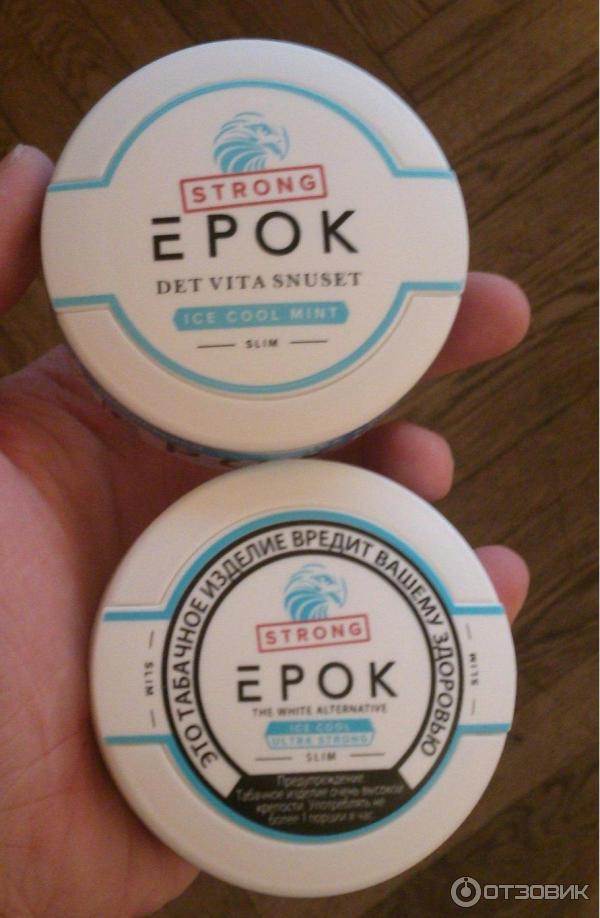 STRONG
EPOK
DET VITA SNUSET
ICE COOL MINT
SLIM
ЭТО ТАБАЧНОЕ ИЗДЕЛИЕ ВРЕДИТ ВАШЕМУ ЗДОРОВЬЮ
STRONG
SLIM
EPOK
SLIM
THE WHITE ALTERNATIVE
ICE COOL
ULTRA STRONG
SLIM
Предупреждение
Табачное изделие очень высокой
крепости. Употреблять не
более 1 порции в час.
ОТЗОВИК